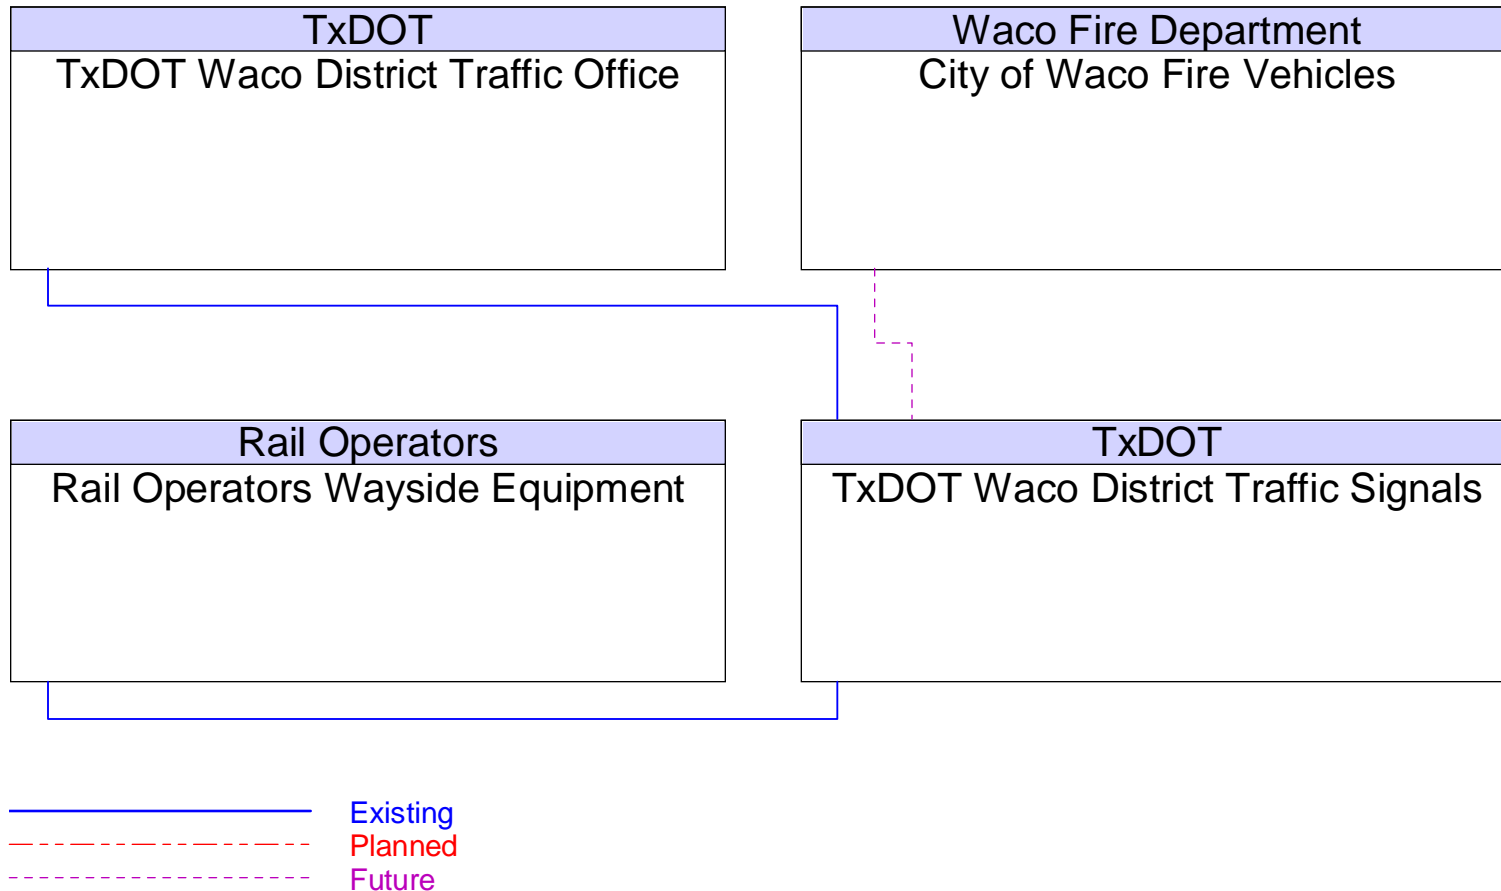 TxDOT
TxDOT Waco District Traffic Office
Waco Fire Department
City of Waco Fire Vehicles
Rail Operators
Rail Operators Wayside Equipment
TxDOT
TxDOT Waco District Traffic Signals
Existing
Planned
Future